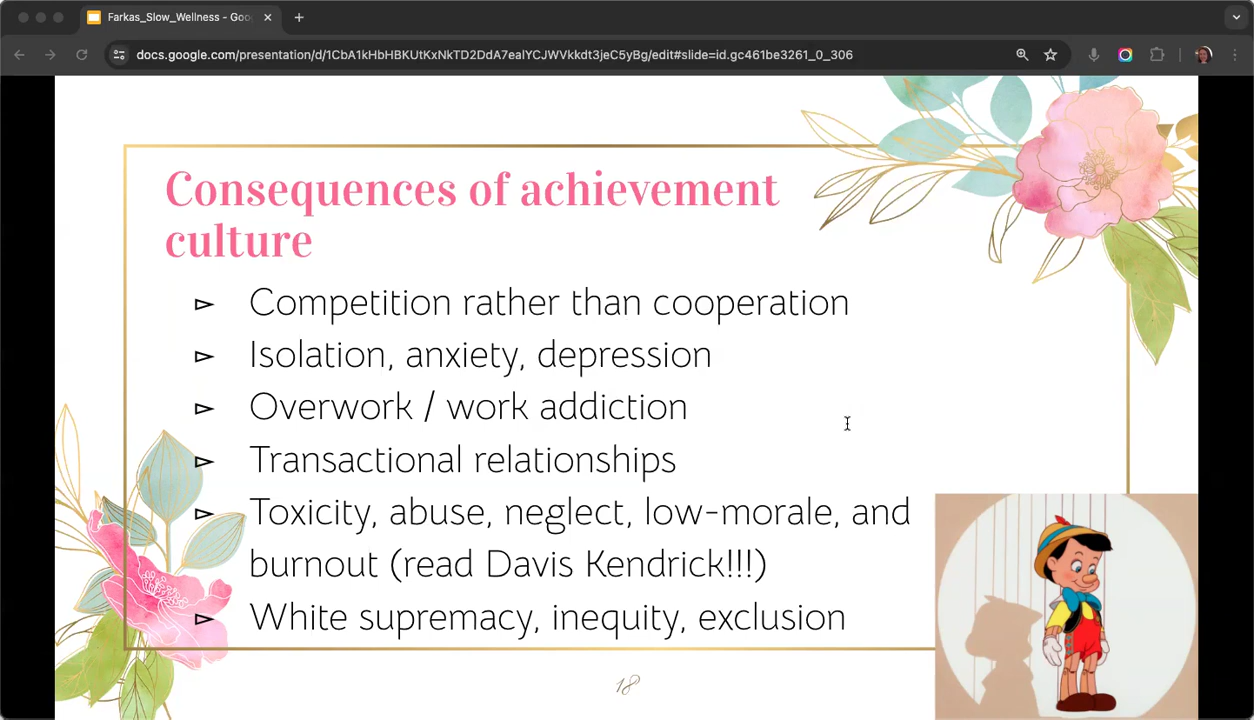 Farkas_Slow_Wellness - Goo
docs.google.com/presentation/d/1CbA1kHbHBKUtKxNkTD2DdA7ealYCJWVkkdt3jeC5yBg/edit#slide=id.gc461be3261_0_306
Consequences of achievement
culture
⊳ Competition rather than cooperation
⊳ Isolation, anxiety, depression
⊳ Overwork / work addiction
⊳ Transactional relationships
⊳ Toxicity, abuse, neglect, low-morale, and
burnout (read Davis Kendrick!!!)
⊳ White supremacy, inequity, exclusion
18